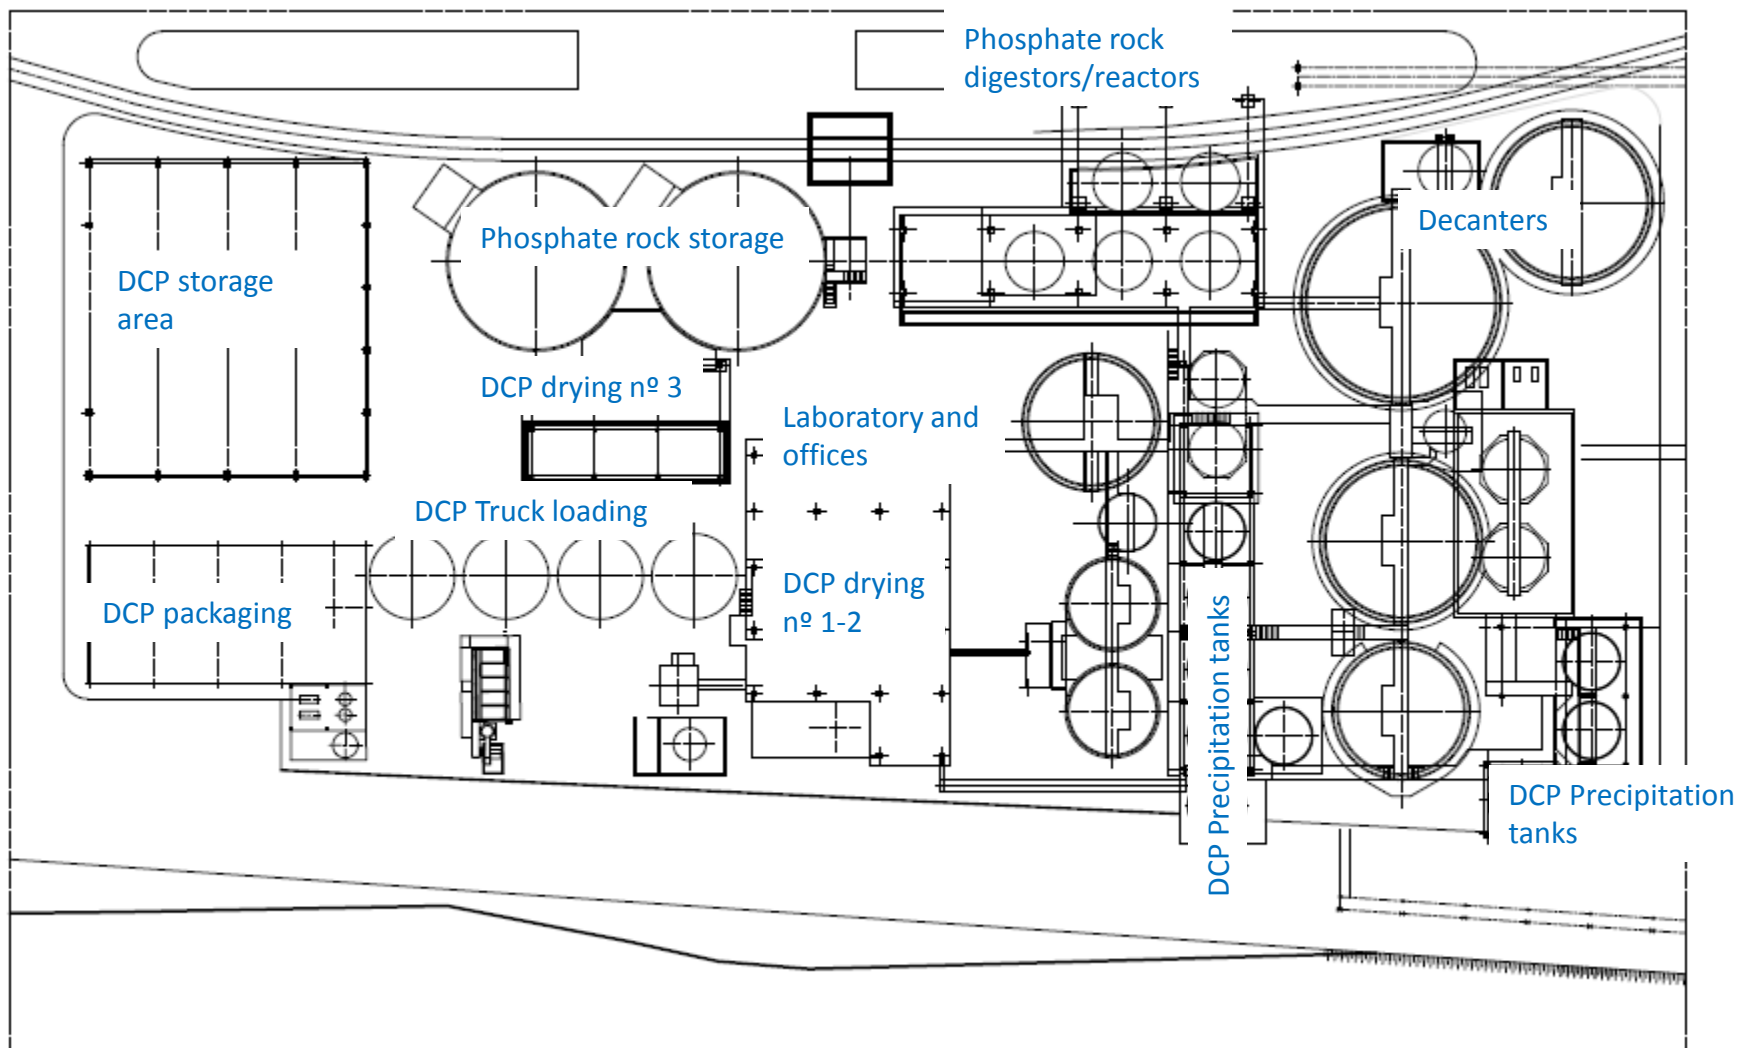 Phosphate rock
digestors/reactors
Decanters
Phosphate rock storage
DCP storage
area
DCP drying nº 3
Laboratory and
offices
DCP Truck loading
DCP packaging
DCP drying
nº 1-2
DCP Precipitation tanks
DCP Precipitation
tanks